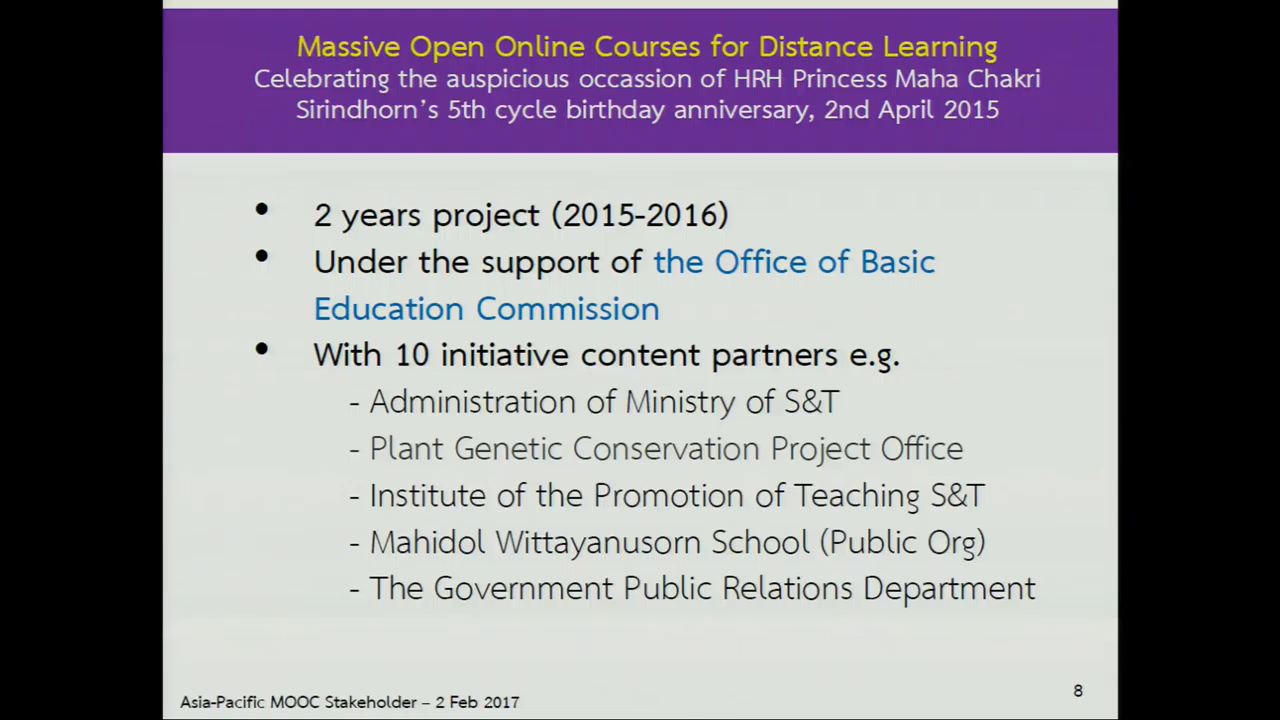 Massive Open Online Courses for Distance Learning
Celebrating the auspicious occassion of HRH Princess Maha Chakri
Sirindhorn's 5th cycle birthday anniversary, 2nd April 2015
• 2 years project (2015-2016)
• Under the support of the Office of Basic
Education Commission
• With 10 initiative content partners e.g.
- Administration of Ministry of S&T
- Plant Genetic Conservation Project Office
- Institute of the Promotion of Teaching S&T
- Mahidol Wittayanusorn School (Public Org)
- The Government Public Relations Department
Asia-Pacific MOOC Stakeholder – 2 Feb 2017
8